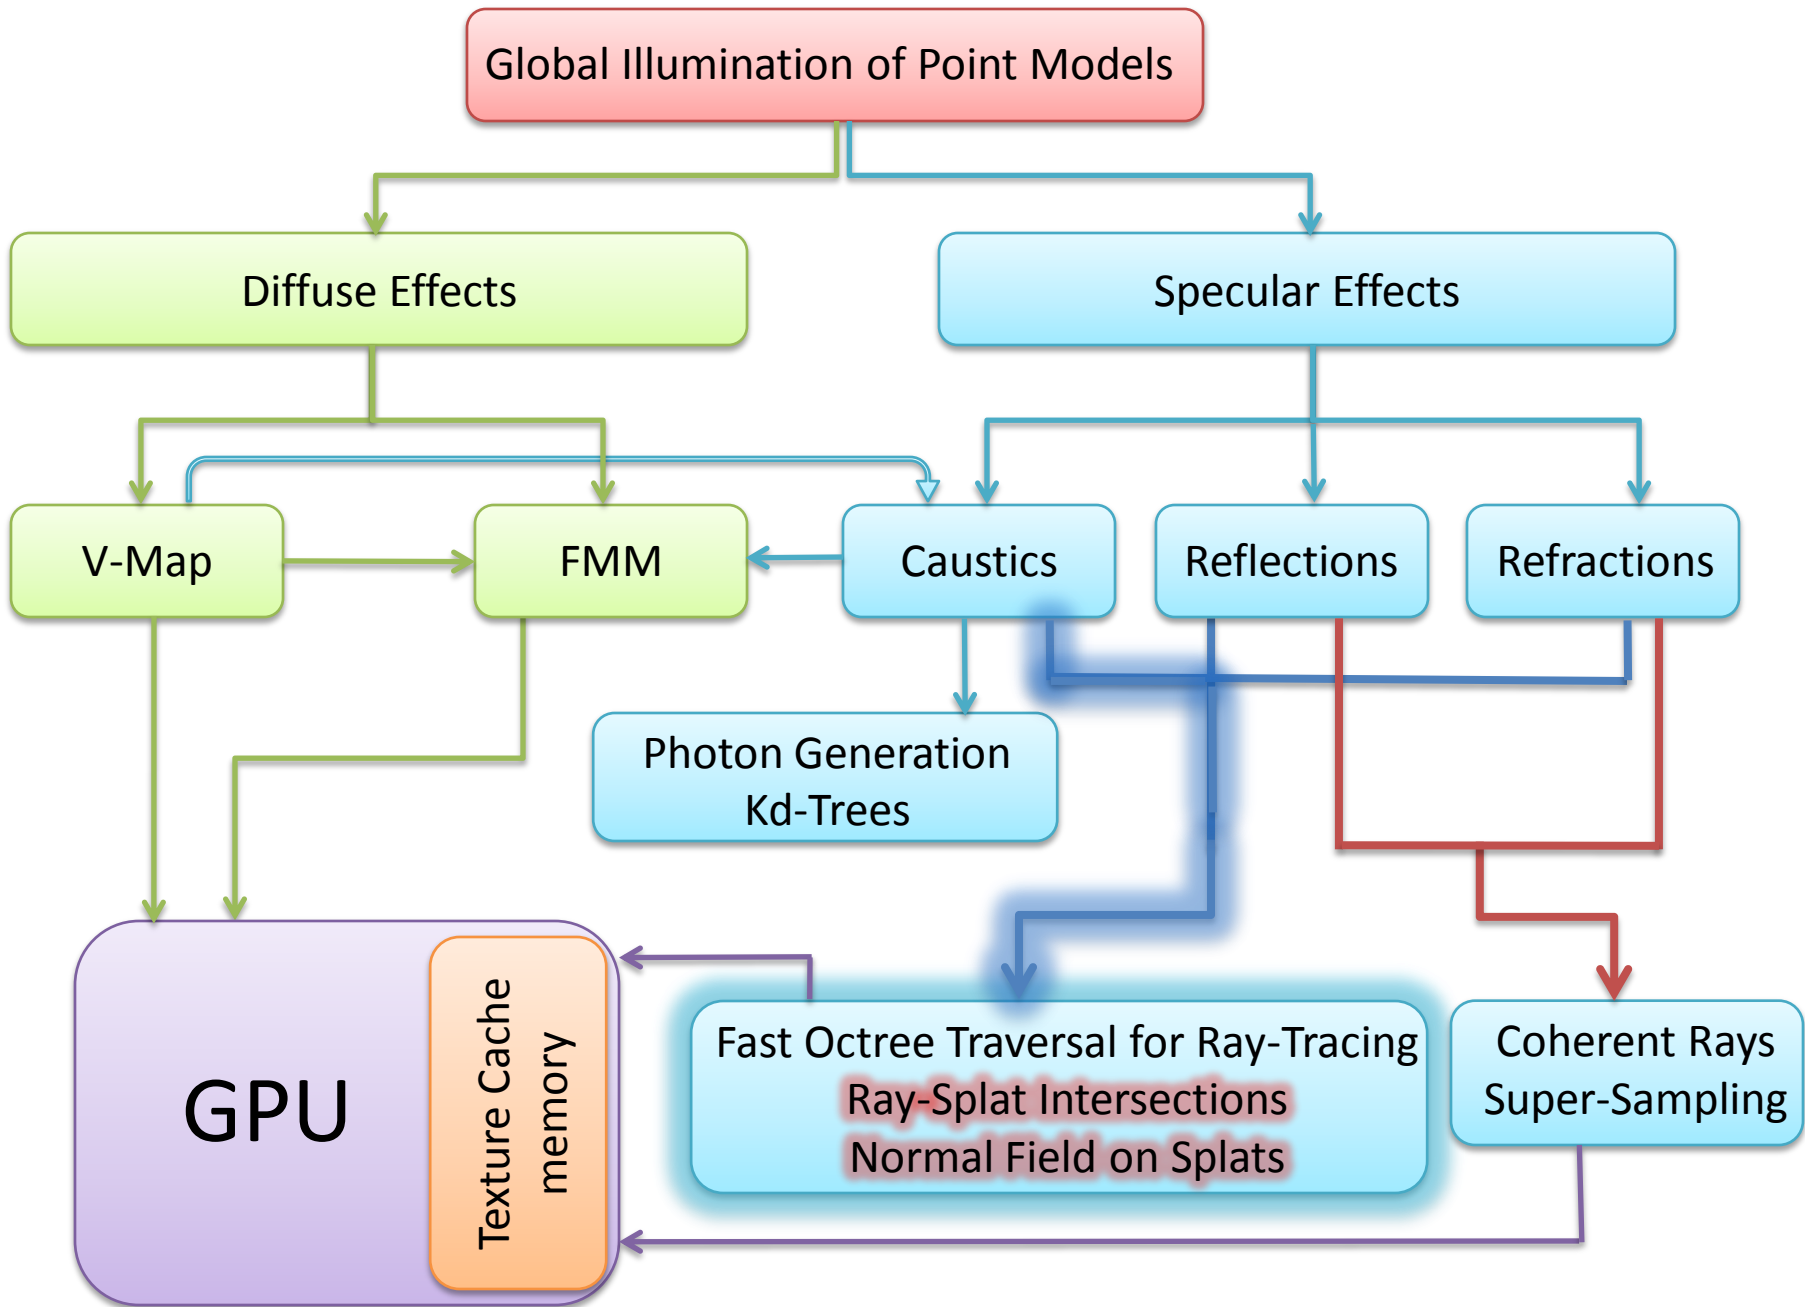 Global Illumination of Point Models
Diffuse Effects
Specular Effects
V-Map
FMM
Caustics
Reflections
Refractions
Photon Generation
Kd-Trees
GPU
Texture Cache
memory
Fast Octree Traversal for Ray-Tracing
Ray-Splat Intersections
Normal Field on Splats
Coherent Rays
Super-Sampling